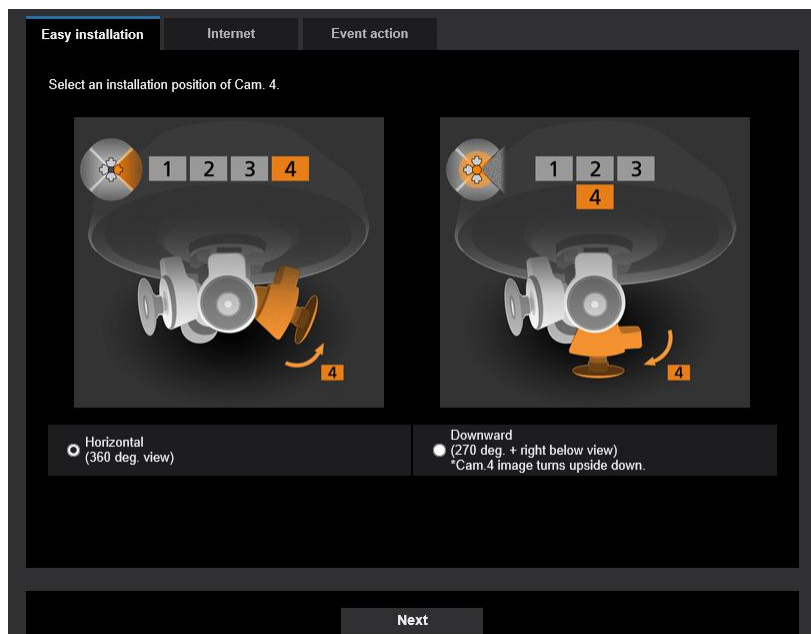 Easy installation
Internet
Event action
Select an installation position of Cam. 4.
1 2 3 4
4
1 2 3
4
4
Horizontal
(360 deg. view)
Downward
(270 deg. + right below view)
*Cam.4 image turns upside down.
Next